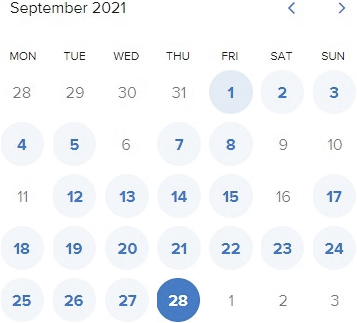 September 2021
MON TUE WED THU FRI SAT SUN
28 29 30 31 1 2 3
4 5 6 7 8 9 10
11 12 13 14 15 16 17
18 19 20 21 22 23 24
25 26 27 28 1 2 3